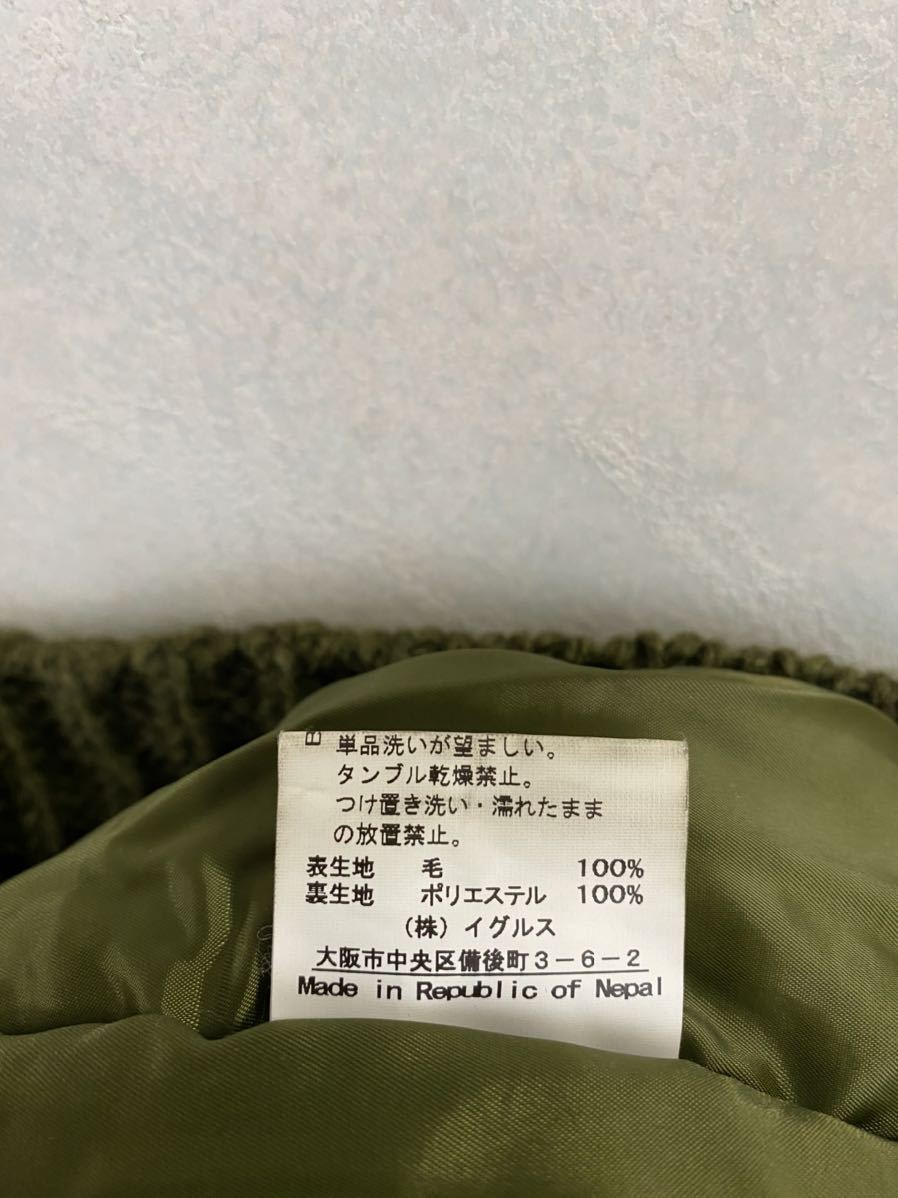 単品洗いが望ましい。
タンブル乾燥禁止。
つけ置き洗い・濡れたまま
の放置禁止。
表生地 毛 100%
裏生地 ポリエステル 100%
（株）イグルス
大阪市中央区備後町３－６－２
Made in Republic of Nepal